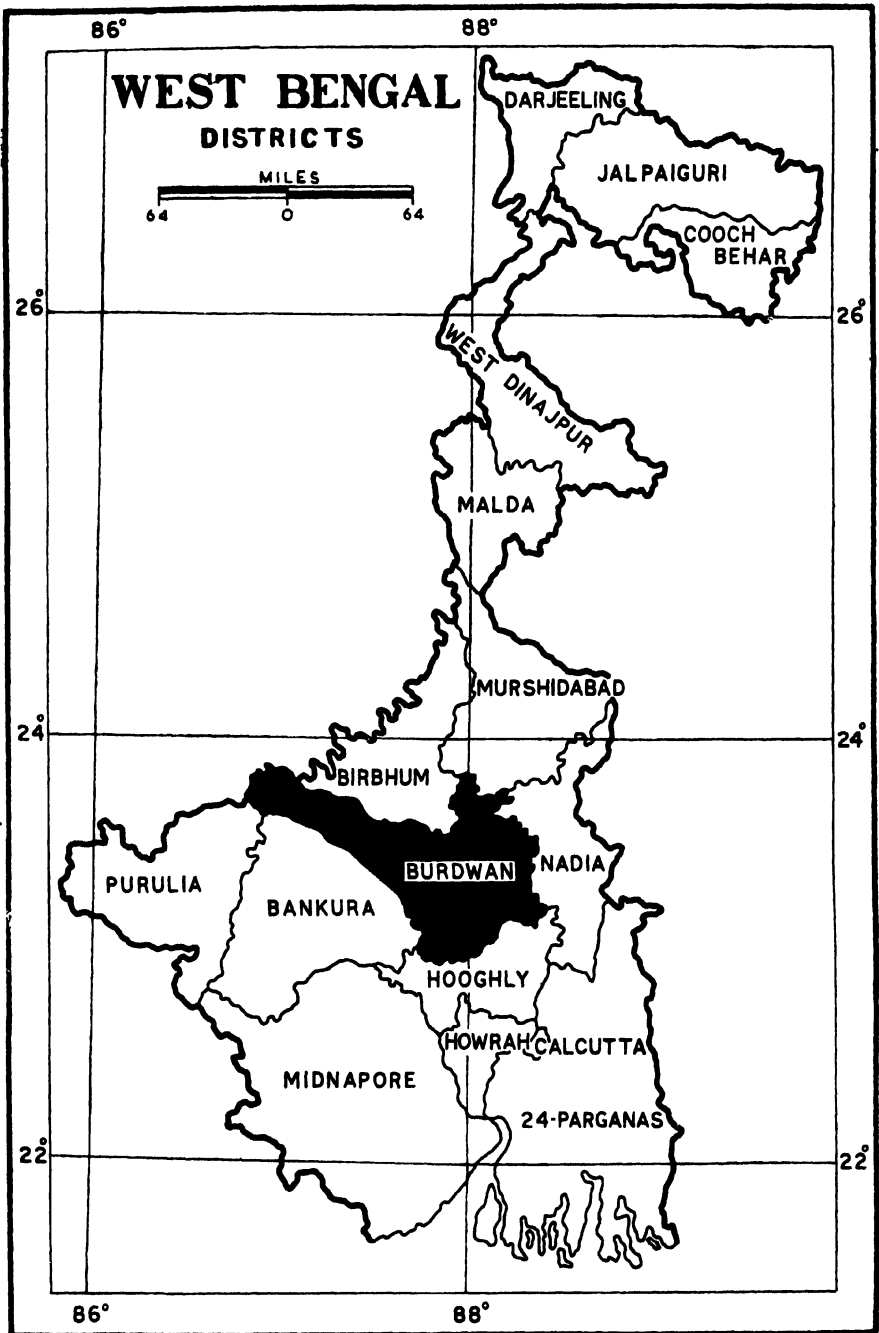 86° 88°
WEST BENGAL
DISTRICTS
MILES
64 0 64
DARJEELING
JALPAIGURI
COOCH
BEHAR
26° 26°
WEST DINAJPUR
MALDA
MURSHIDABAD
24° 24°
BIRBHUM
BURDWAN
NADIA
PURULIA
BANKURA
HOOGHLY
HOWRAH
CALCUTTA
MIDNAPORE
24-PARGANAS
22° 22°
86° 88°